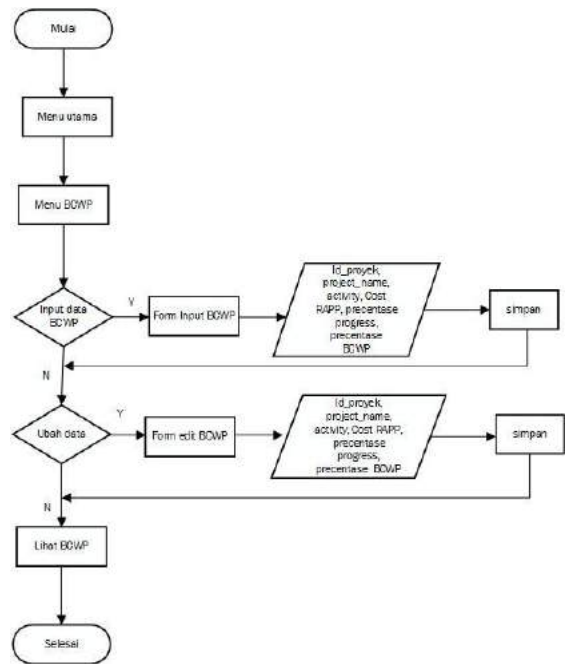 Mulai
Menu utama
Menu BCWP
Input data
BCWP
Y
Form Input BCWP
Id_proyek,
project_name,
activity, Cost
RAPP, precentase
progress,
precentase
BCWP
simpan
N
Ubah data
Y
Form edit BCWP
Id_proyek,
project_name,
activity, Cost RAPP,
precentase
progress,
precentase BCWP
simpan
N
Lihat BCWP
Selesai